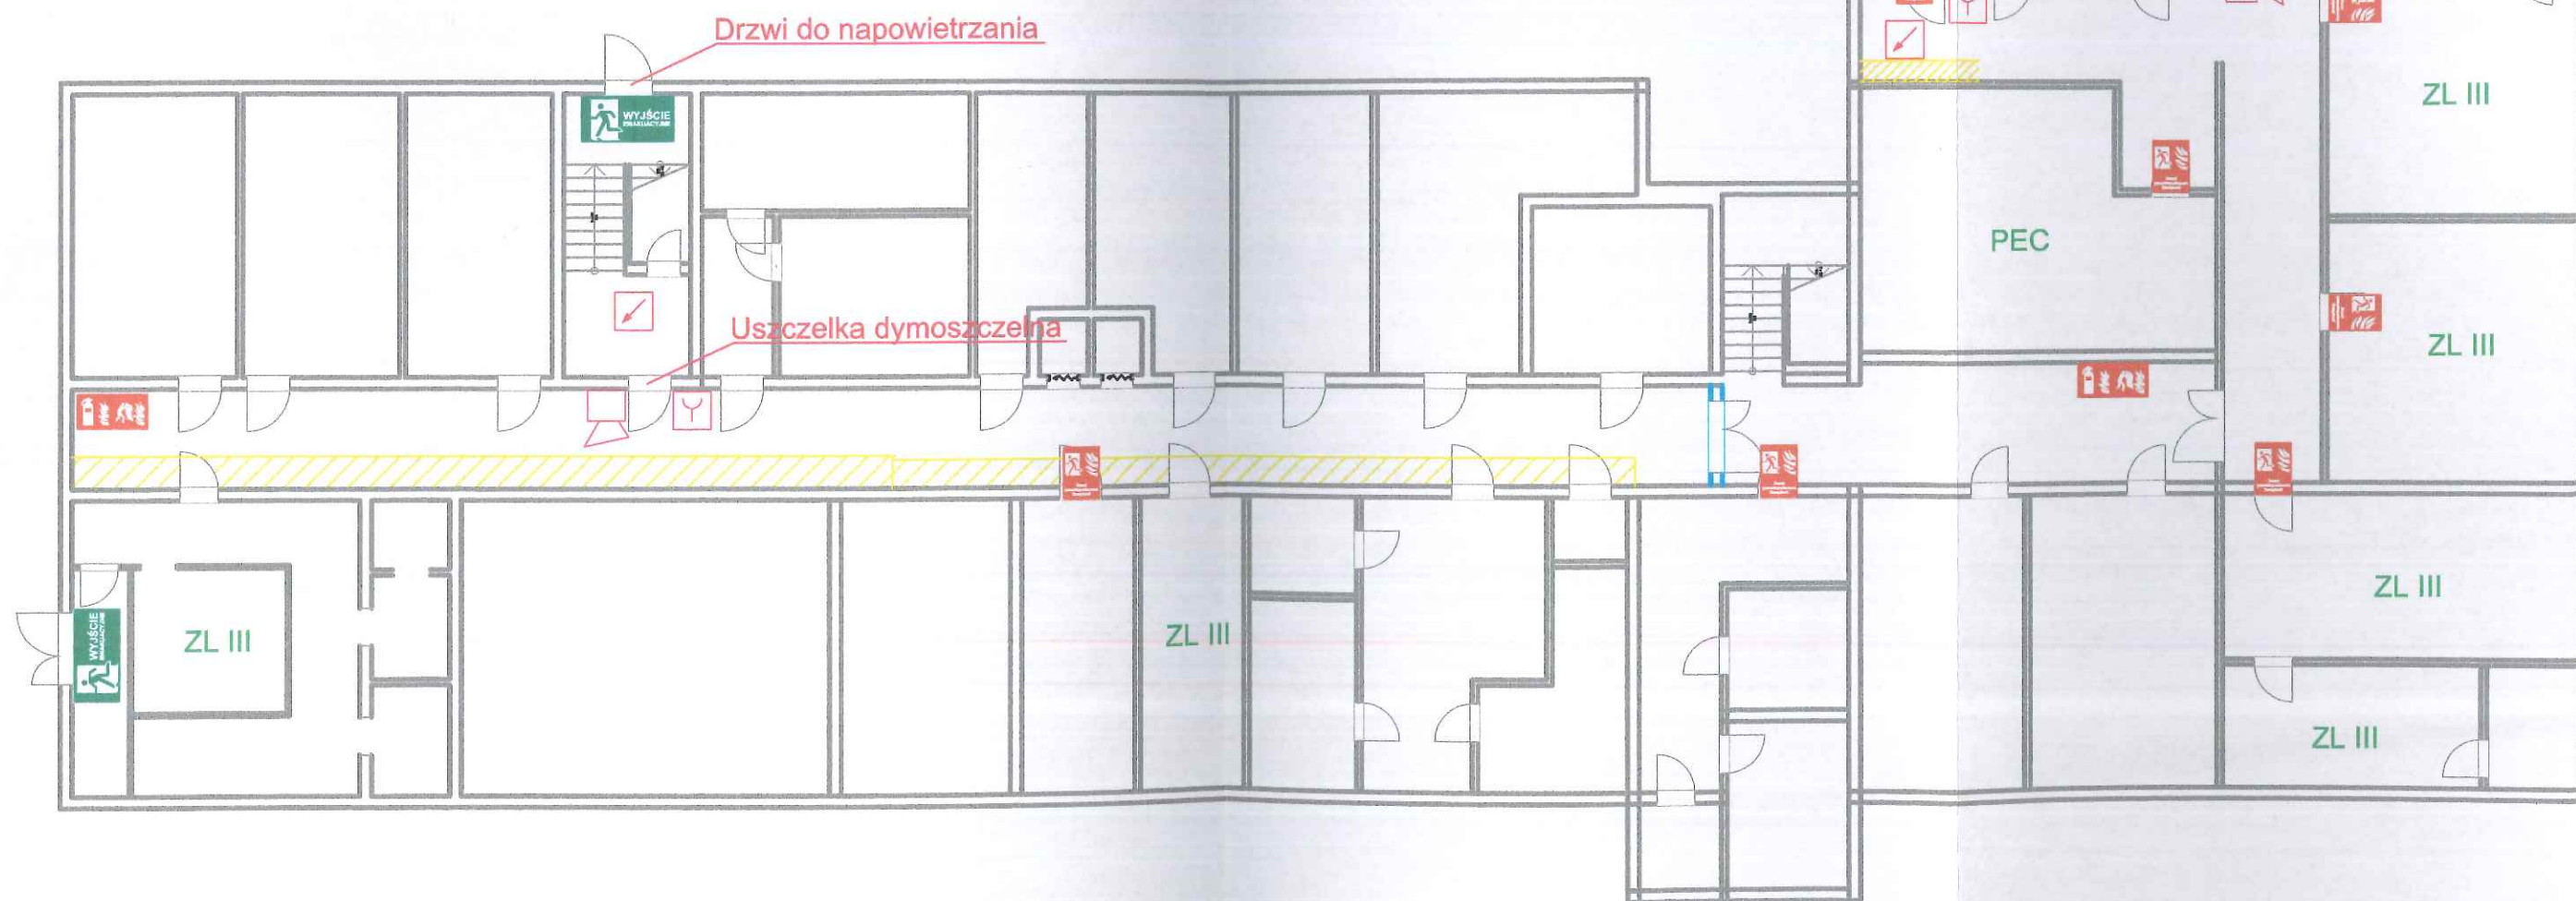 Drzwi do napowietrzania
WYJŚCIE
EWAKUACYJNE
ZL III
PEC
Uszczelka dymoszczelna
ZL III
ZL III
WYJŚCIE
EWAKUACYJNE
ZL III
ZL III
ZL III